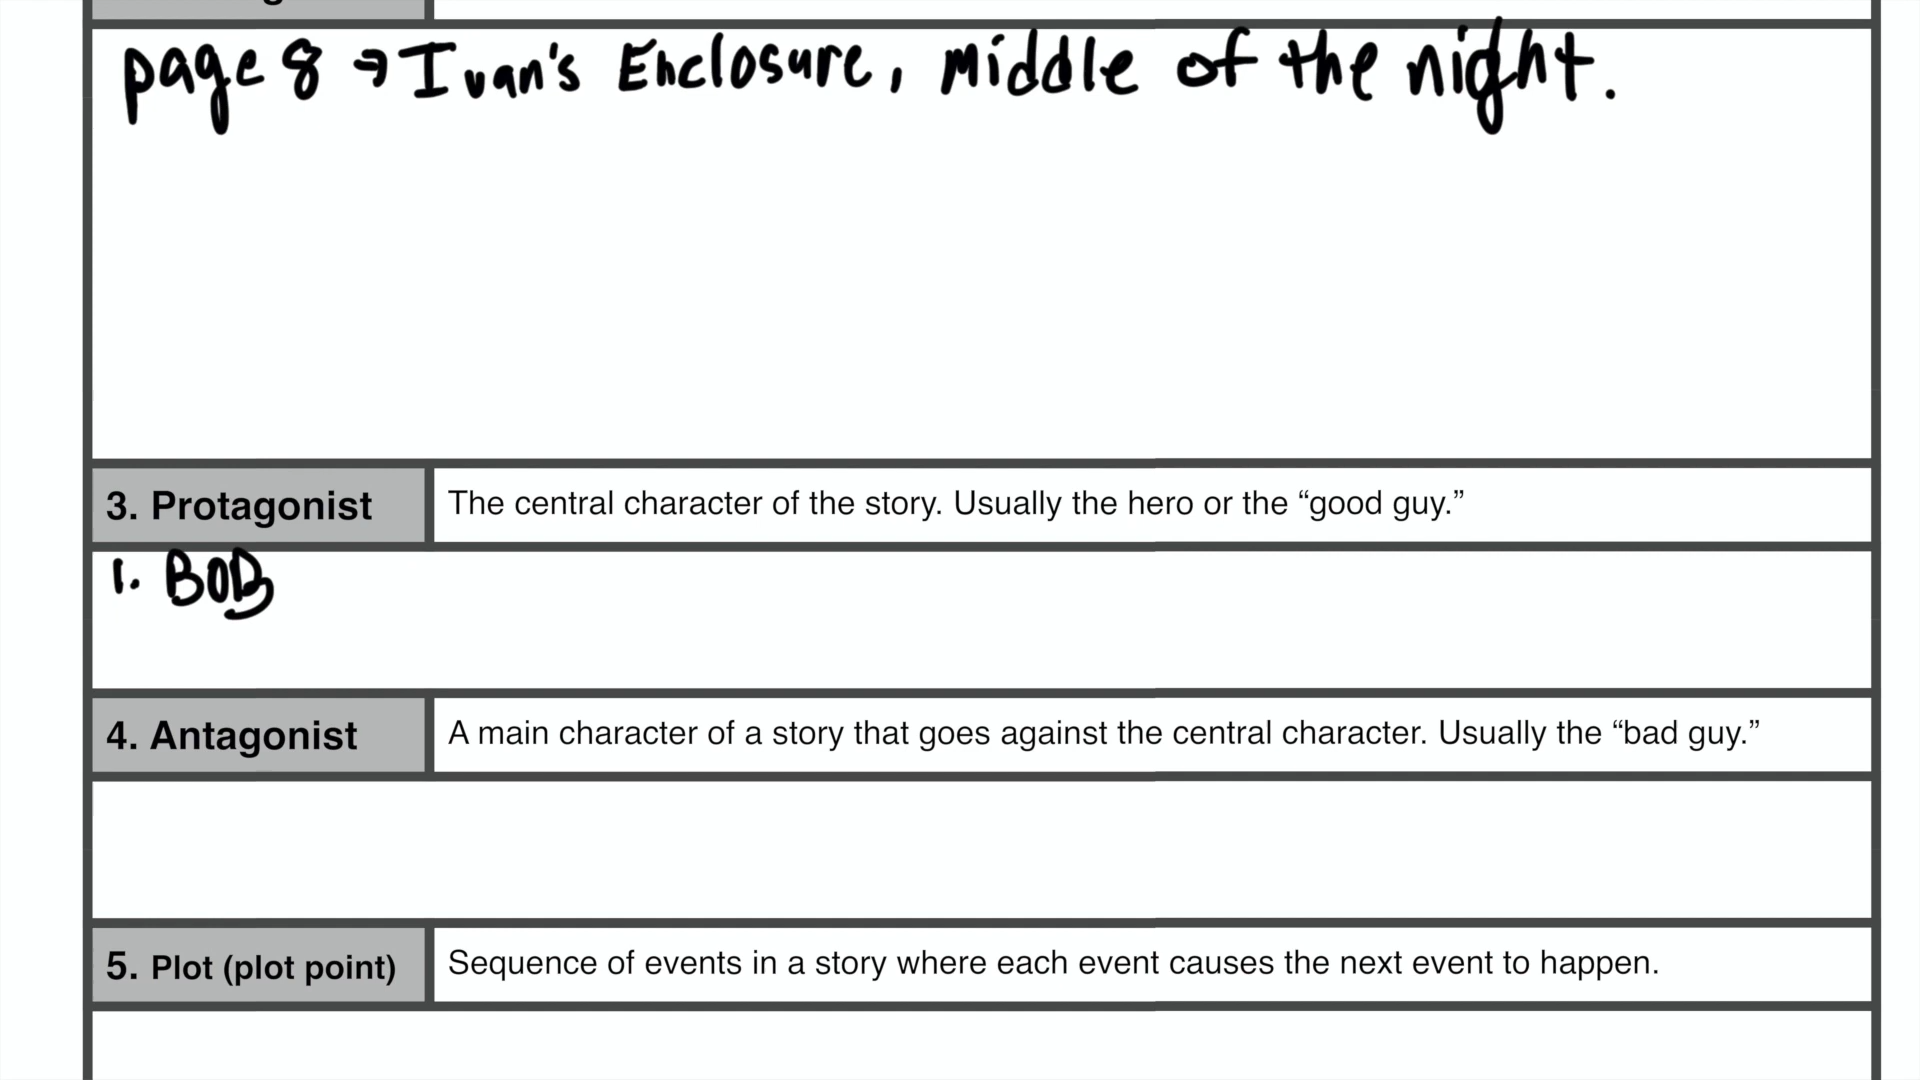 page 8 → Ivan's Enclosure, Middle of the night.
3. Protagonist
The central character of the story. Usually the hero or the “good guy.”
1. BOB
4. Antagonist
A main character of a story that goes against the central character. Usually the “bad guy.”
5. Plot (plot point)
Sequence of events in a story where each event causes the next event to happen.